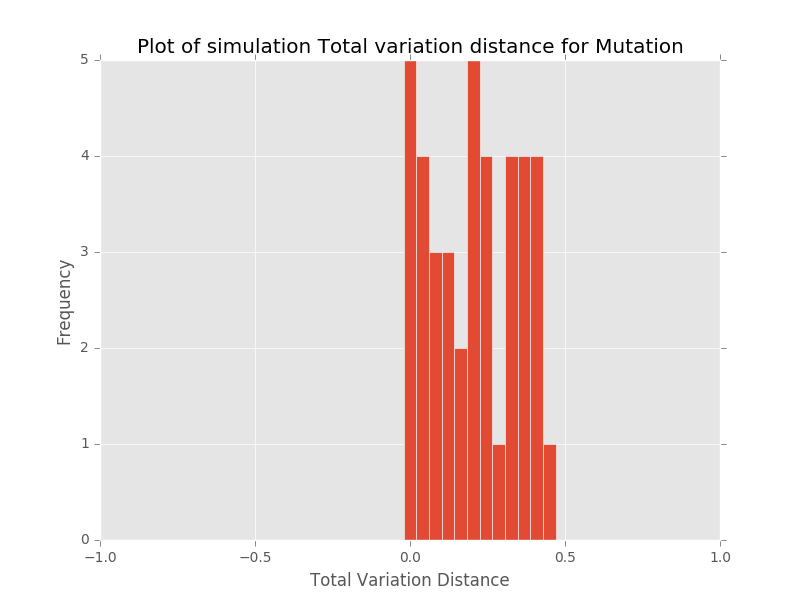 Plot of simulation Total variation distance for Mutation
5
4
3
2
1
0
Frequency
−1.0 −0.5 0.0 0.5 1.0
Total Variation Distance